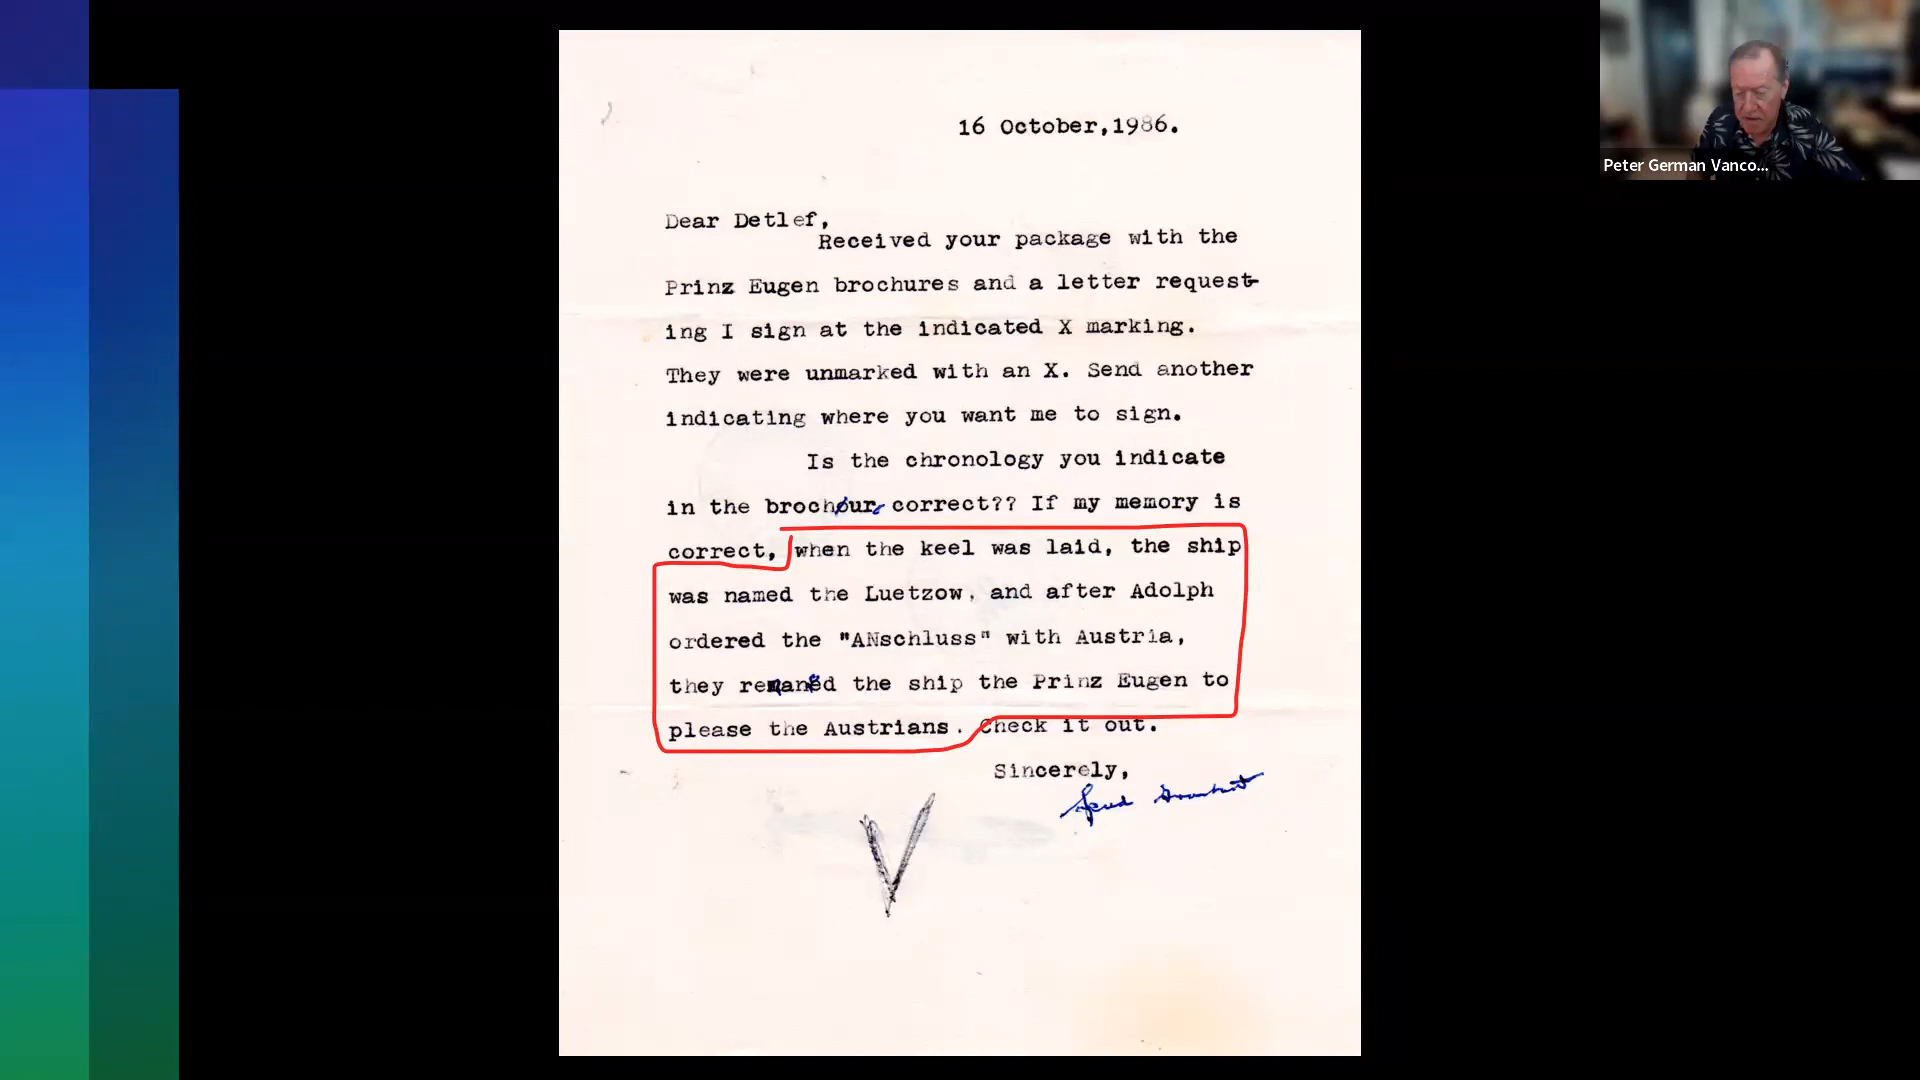 16 October,1986.
Dear Detlef,
Received your package with the
Prinz Eugen brochures and a letter request-
ing I sign at the indicated X marking.
They were unmarked with an X. Send another
indicating where you want me to sign.
Is the chronology you indicate
in the brochure correct?? If my memory is
correct, when the keel was laid, the ship
was named the Luetzow, and after Adolph
ordered the "ANschluss" with Austria,
they renamed the ship the Prinz Eugen to
please the Austrians. Check it out.
Sincerely,
Peter German Vanco...